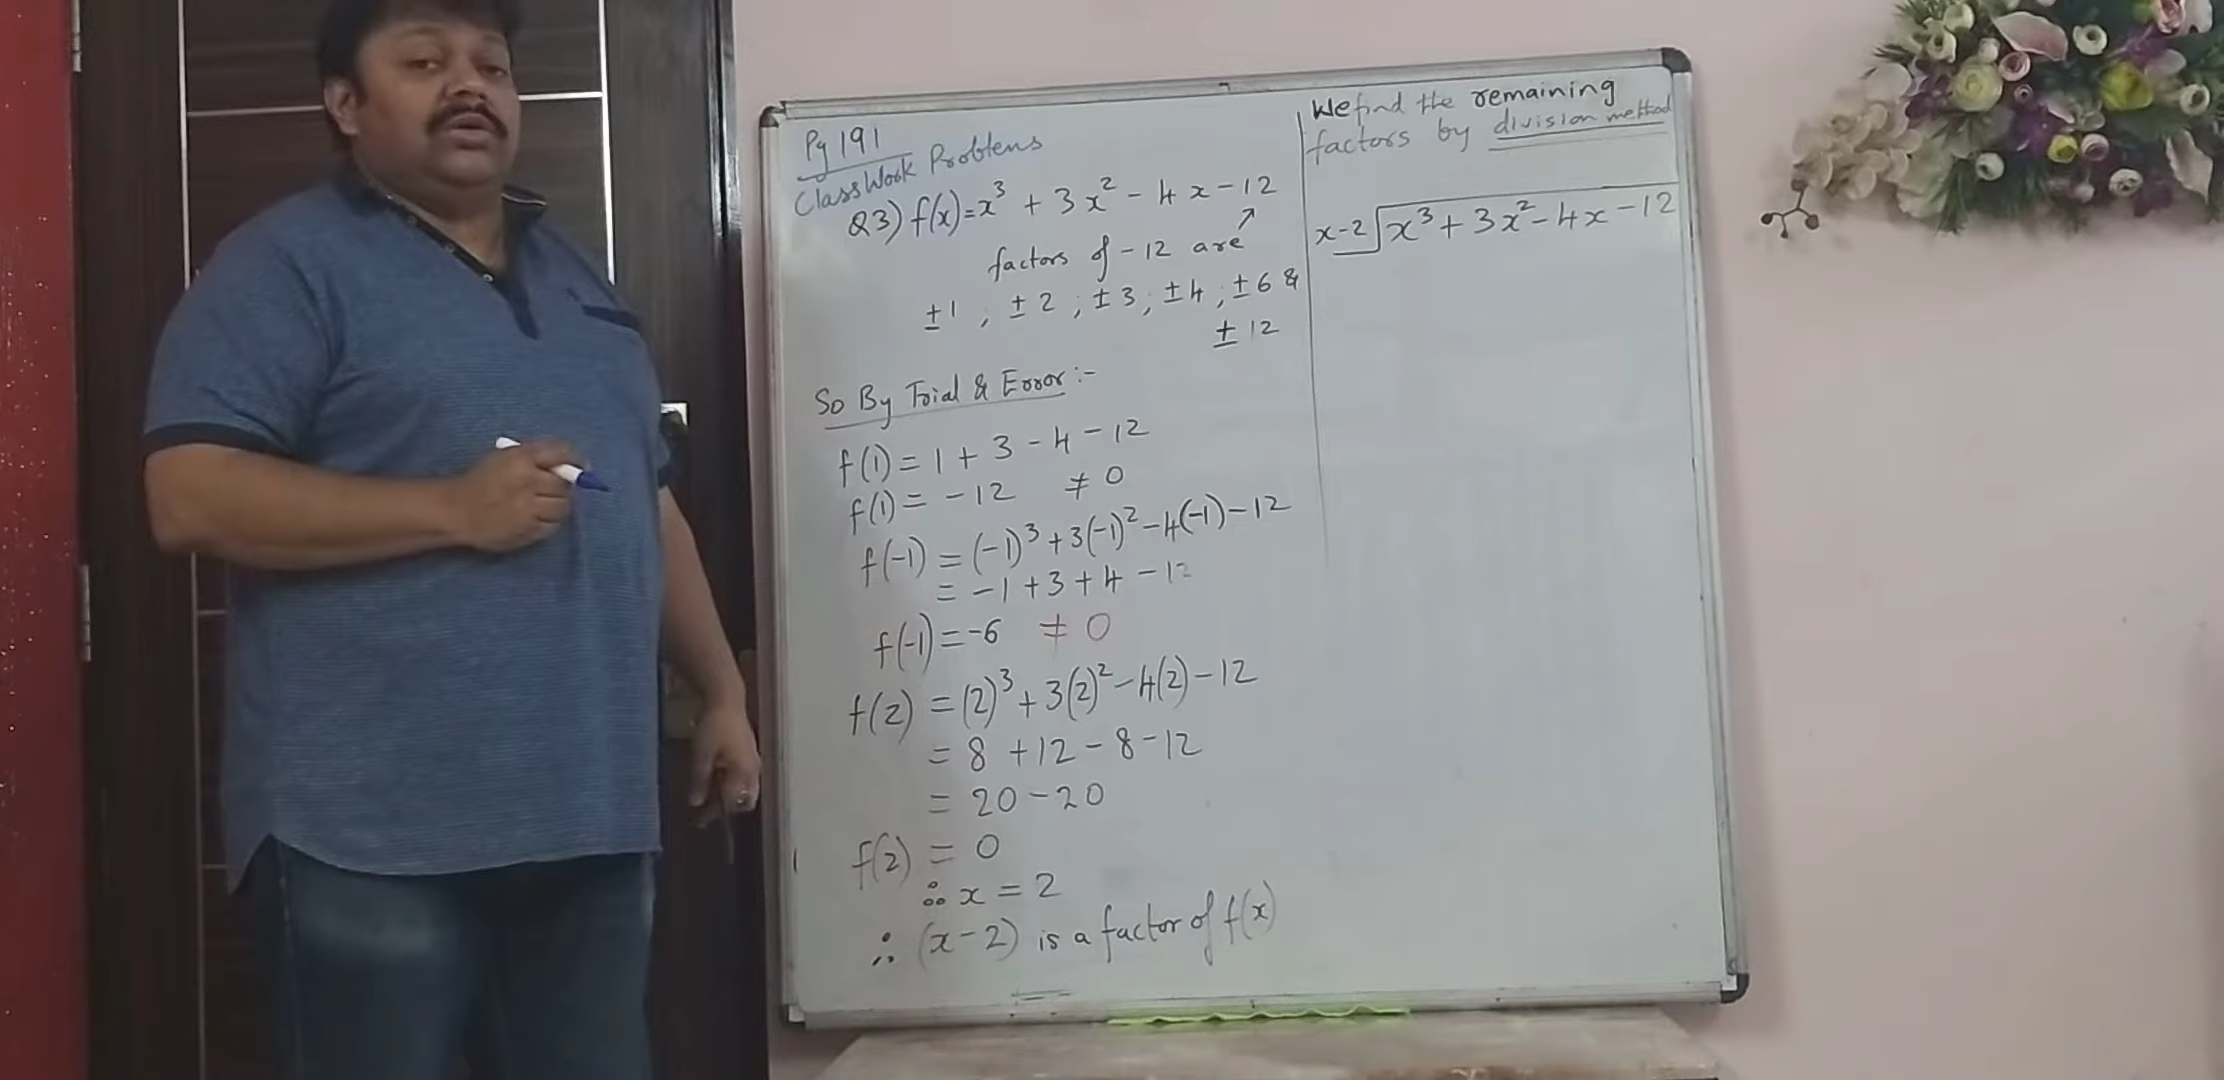 Pg 191
Class Work Problems
Q3) f(x)=x³ + 3x² - 4x - 12
factors of -12 are
±1, ±2, ±3, ±4, ±6 &
±12
So By Trial & Error:-
f(1) = 1 + 3 - 4 - 12
f(1) = -12 ≠ 0
f(-1) = (-1)³ + 3(-1)² - 4(-1) - 12
= -1 + 3 + 4 - 12
f(-1) = -6 ≠ 0
f(2) = (2)³ + 3(2)² - 4(2) - 12
= 8 + 12 - 8 - 12
= 20 - 20
f(2) = 0
∴ x = 2
∴ (x-2) is a factor of f(x)
We find the remaining
factors by division method
x-2 x³ + 3x² - 4x - 12